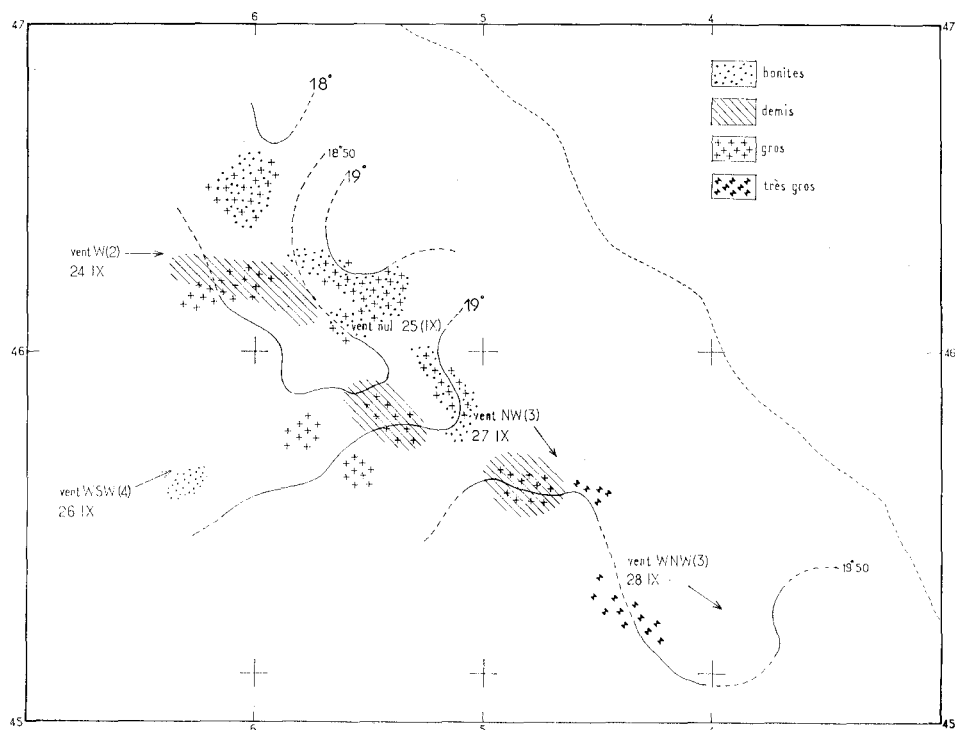 6 5 4
47 47
18°
18°50
19°
bonites
demis
gros
très gros
vent W(2)
24 IX
19°
vent nul 25(IX)
46 46
vent NW(3)
27 IX
vent WSW(4)
26 IX
vent WNW(3)
28 IX
19°50
45 45
6 5 4